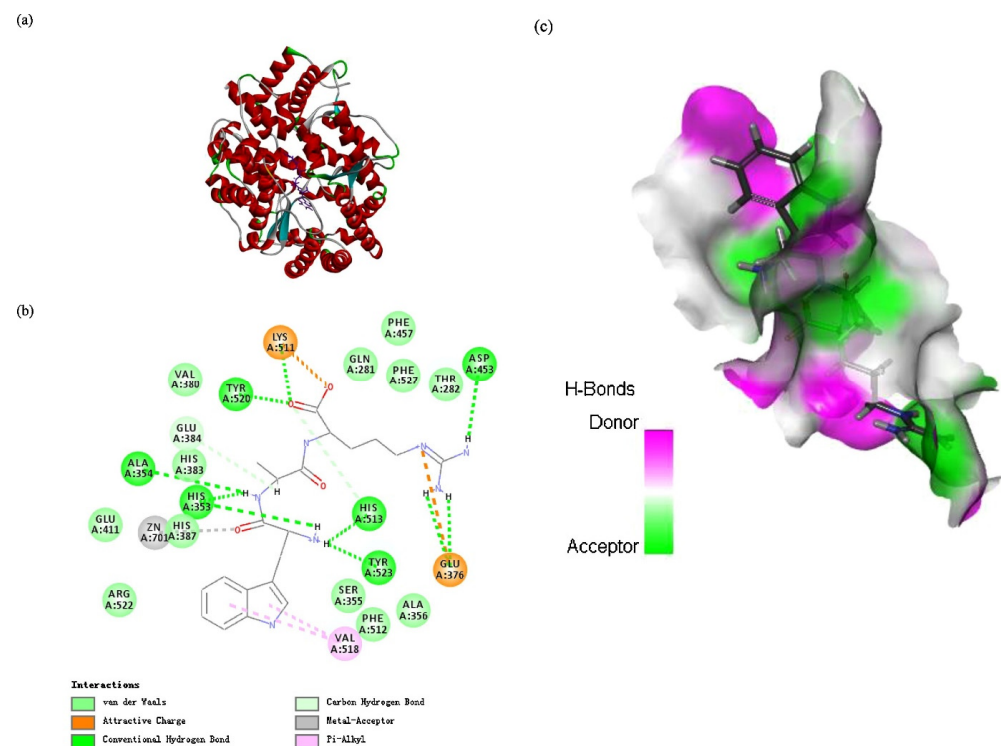 (a)
(c)
H-Bonds
Donor
Acceptor
(b)
LYS
A:511
PHE
A:457
GLN
A:281
PHE
A:527
THR
A:282
ASP
A:453
VAL
A:380
TYR
A:520
GLU
A:384
ALA
A:354
HIS
A:383
HIS
A:353
GLU
A:411
ZN
A:701
HIS
A:387
HIS
A:513
TYR
A:523
GLU
A:376
ARG
A:522
SER
A:355
PHE
A:512
ALA
A:356
VAL
A:518
O
O
N
O
N
H
H
O
H
N
H
N
N
H
N
H
H
N
Interactions
van der Waals
Attractive Charge
Conventional Hydrogen Bond
Carbon Hydrogen Bond
Metal-Acceptor
Pi-Alkyl